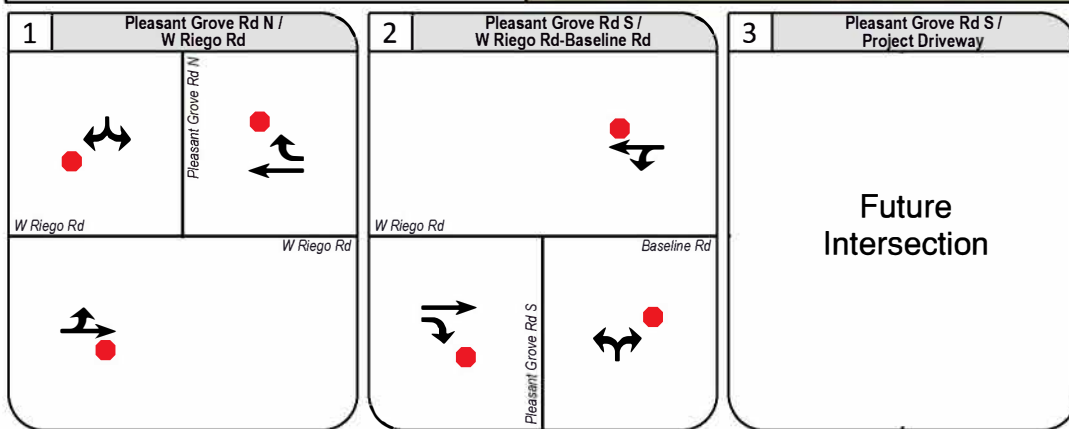 1
Pleasant Grove Rd N /
W Riego Rd
Pleasant Grove Rd N
W Riego Rd
W Riego Rd
2
Pleasant Grove Rd S /
W Riego Rd-Baseline Rd
W Riego Rd
Baseline Rd
Pleasant Grove Rd S
3
Pleasant Grove Rd S /
Project Driveway
Future
Intersection